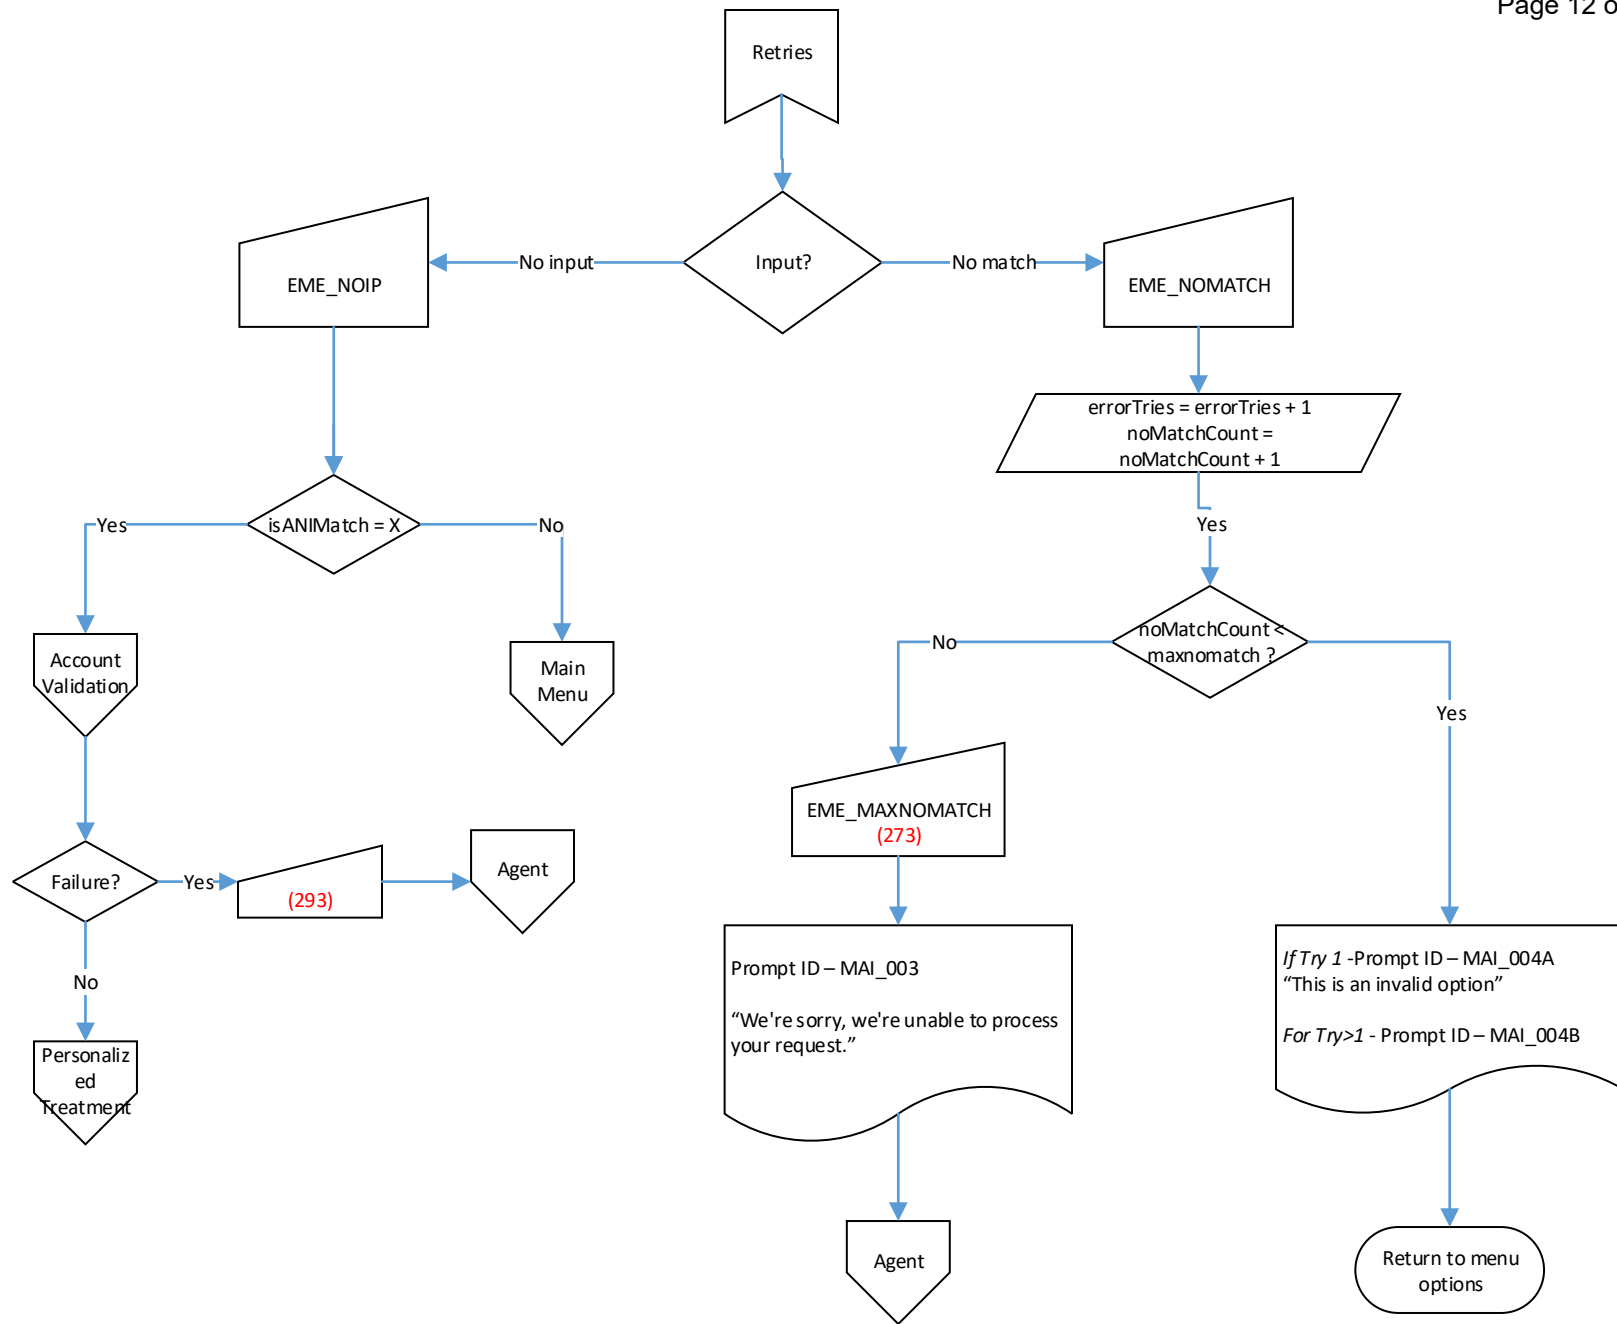 Page 12 o
Retries
No input
Input?
No match
EME_NOIP
EME_NOMATCH
errorTries = errorTries + 1
noMatchCount =
noMatchCount + 1
Yes
isANIMatch = X
No
Yes
Account
Validation
Main
Menu
No
noMatchCount <
maxnomatch ?
Yes
EME_MAXNOMATCH
(273)
Failure?
Yes
(293)
Agent
No
Personaliz
ed
Treatment
Prompt ID – MAI_003
“We're sorry, we're unable to process
your request.”
If Try 1 -Prompt ID – MAI_004A
“This is an invalid option”
For Try>1 - Prompt ID – MAI_004B
Agent
Return to menu
options